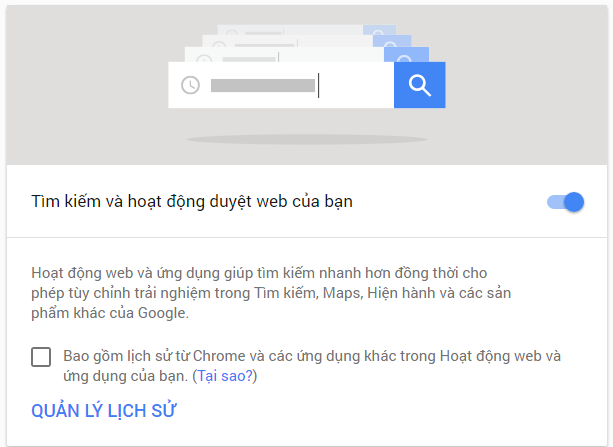 Tìm kiếm và hoạt động duyệt web của bạn
Hoạt động web và ứng dụng giúp tìm kiếm nhanh hơn đồng thời cho
phép tùy chỉnh trải nghiệm trong Tìm kiếm, Maps, Hiện hành và các sản
phẩm khác của Google.
Bao gồm lịch sử từ Chrome và các ứng dụng khác trong Hoạt động web và
ứng dụng của bạn. (Tại sao?)
QUẢN LÝ LỊCH SỬ